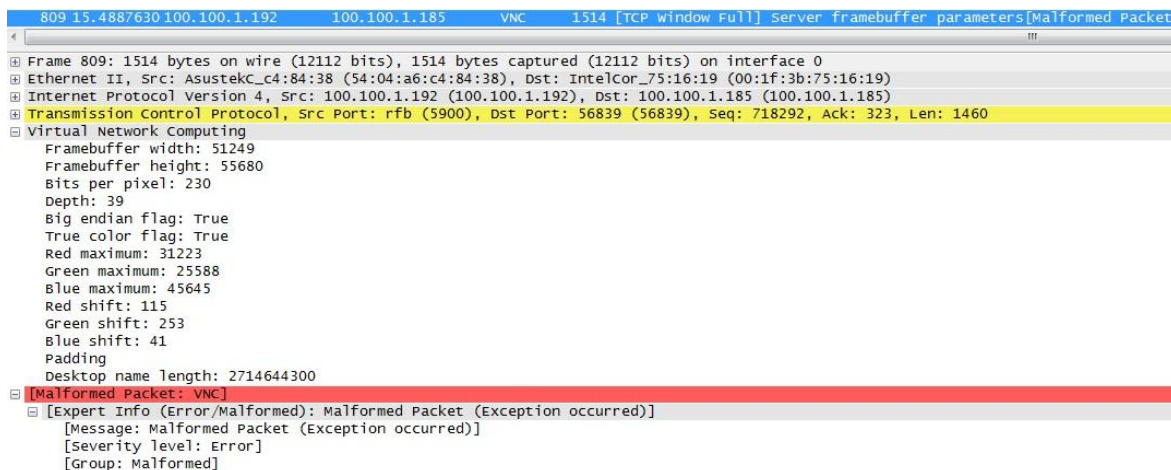 809 15.4887630 100.100.1.192 100.100.1.185 VNC 1514 [TCP Window Full] Server framebuffer parameters[Malformed Packet
Frame 809: 1514 bytes on wire (12112 bits), 1514 bytes captured (12112 bits) on interface 0
Ethernet II, Src: AsustekC_c4:84:38 (54:04:a6:c4:84:38), Dst: IntelCor_75:16:19 (00:1f:3b:75:16:19)
Internet Protocol Version 4, Src: 100.100.1.192 (100.100.1.192), Dst: 100.100.1.185 (100.100.1.185)
Transmission Control Protocol, Src Port: rfb (5900), Dst Port: 56839 (56839), Seq: 718292, Ack: 323, Len: 1460
Virtual Network Computing
Framebuffer width: 51249
Framebuffer height: 55680
Bits per pixel: 230
Depth: 39
Big endian flag: True
True color flag: True
Red maximum: 31223
Green maximum: 25588
Blue maximum: 45645
Red shift: 115
Green shift: 253
Blue shift: 41
Padding
Desktop name length: 2714644300
[Malformed Packet: VNC]
[Expert Info (Error/Malformed): Malformed Packet (Exception occurred)]
[Message: Malformed Packet (Exception occurred)]
[Severity level: Error]
[Group: Malformed]